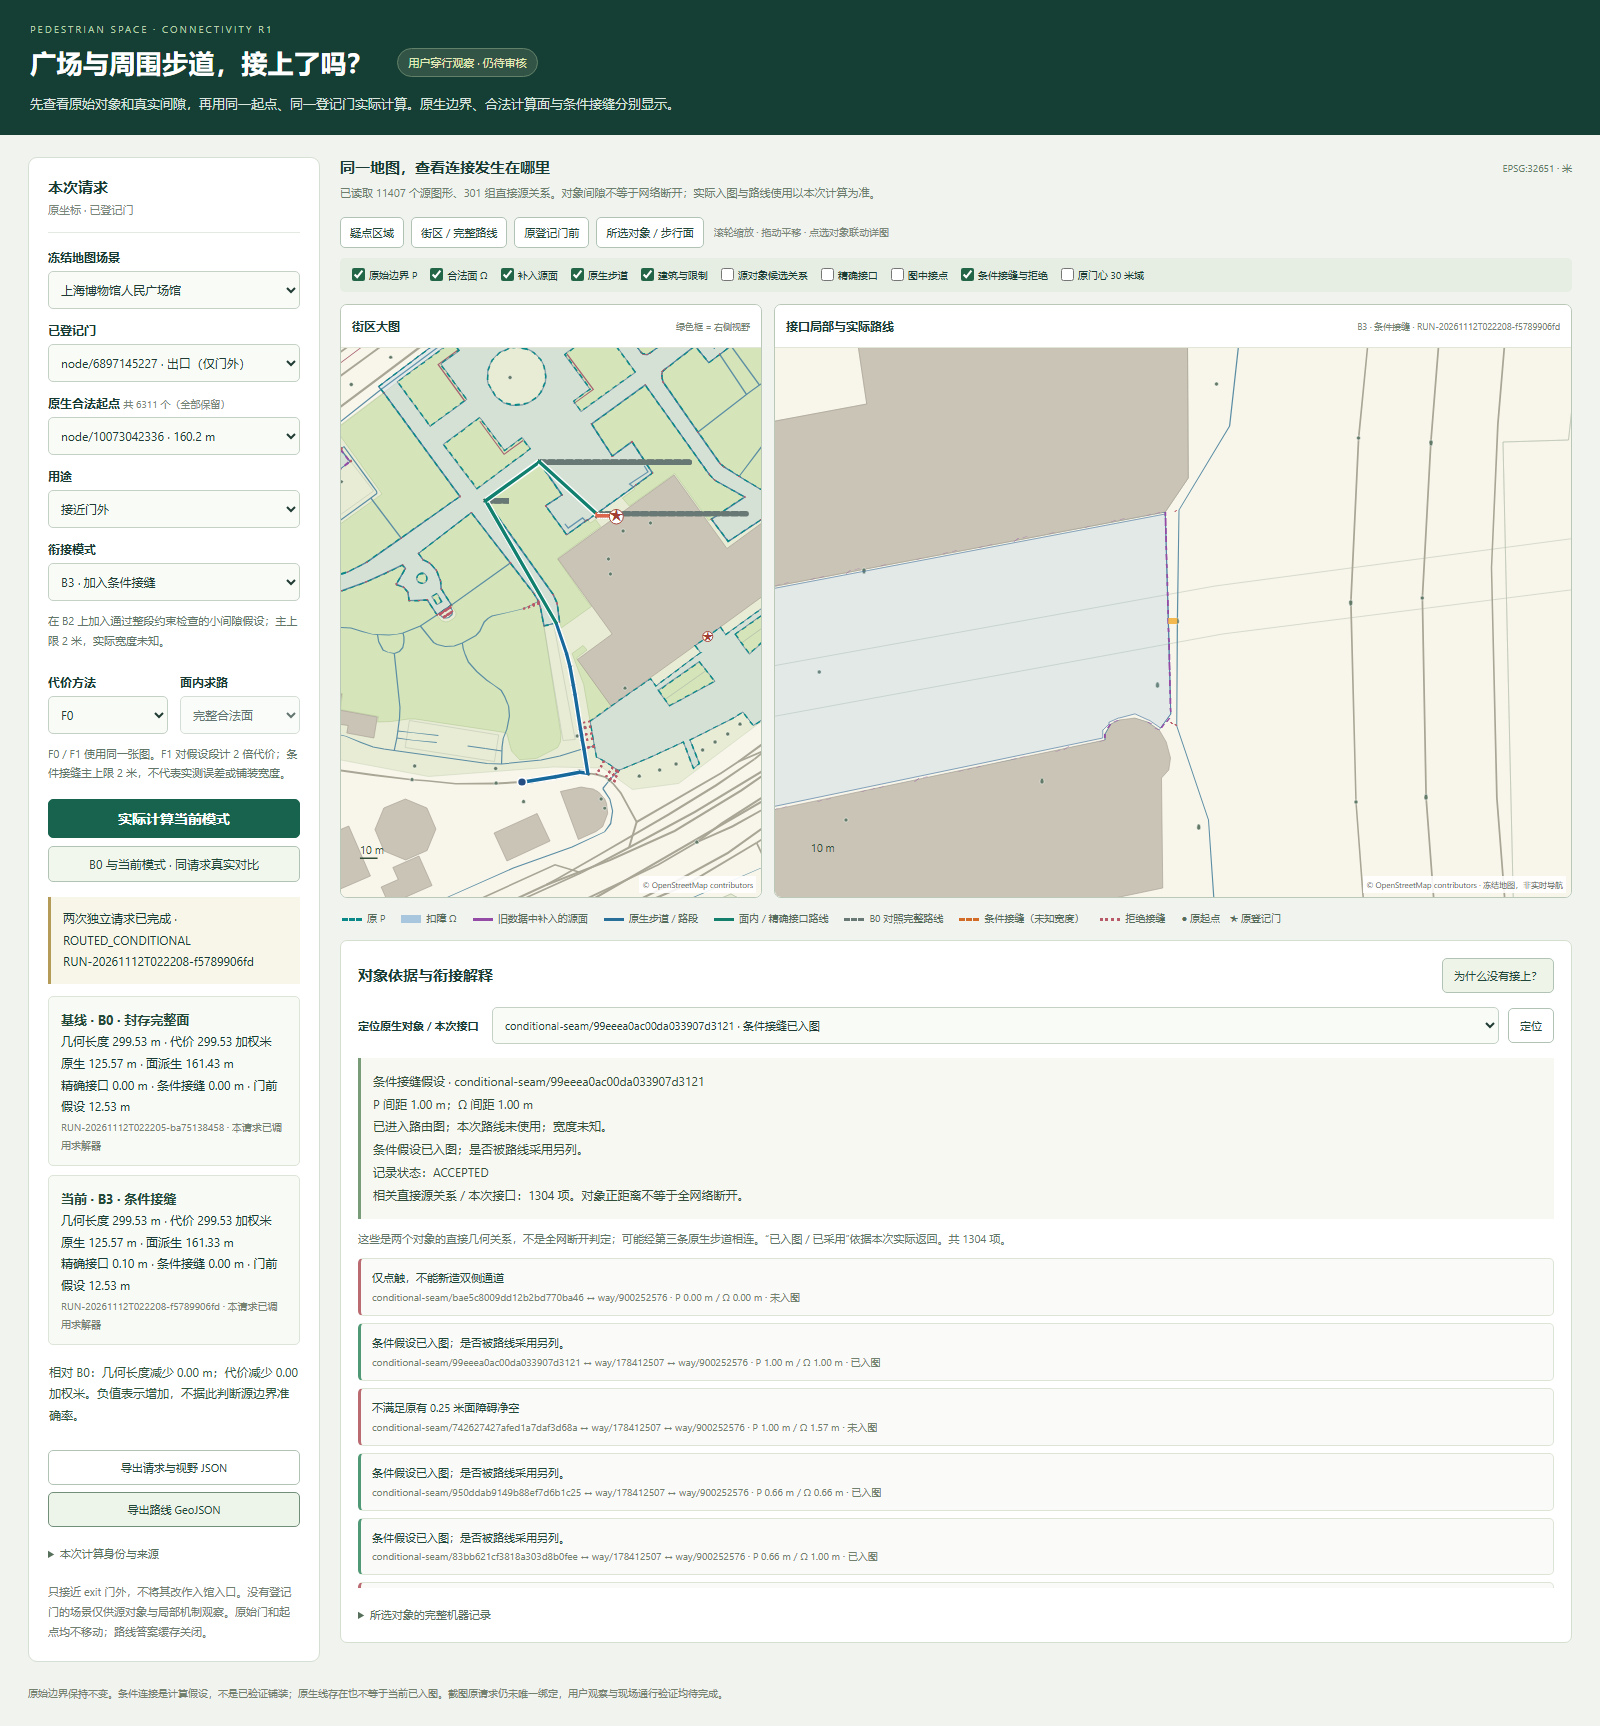 PEDESTRIAN SPACE · CONNECTIVITY R1
广场与周围步道，接上了吗？
用户穿行观察 · 仍待审核
先查看原始对象和真实间隙，再用同一起点、同一登记门实际计算。原生边界、合法计算面与条件接缝分别显示。
本次请求
原坐标 · 已登记门
冻结地图场景
上海博物馆人民广场馆
已登记门
node/6897145227 · 出口（仅门外）
原生合法起点 共 6311 个（全部保留）
node/10073042336 · 160.2 m
用途
接近门外
衔接模式
B3 · 加入条件接缝
在 B2 上加入通过整段约束检查的小间隙假设；主上
限 2 米，实际宽度未知。
代价方法
面内求路
F0
完整合法面
F0 / F1 使用同一张图。F1 对假设段计 2 倍代价；条
件接缝主上限 2 米，不代表实测误差或铺装宽度。
实际计算当前模式
B0 与当前模式 · 同请求真实对比
两次独立请求已完成 ·
ROUTED_CONDITIONAL
RUN-20261112T022208-f5789906fd
基线 · B0 · 封存完整面
几何长度 299.53 m · 代价 299.53 加权米
原生 125.57 m · 面派生 161.43 m
精确接口 0.00 m · 条件接缝 0.00 m · 门前
假设 12.53 m
RUN-20261112T022205-ba75138458 · 本请求已调
用求解器
当前 · B3 · 条件接缝
几何长度 299.53 m · 代价 299.53 加权米
原生 125.57 m · 面派生 161.33 m
精确接口 0.10 m · 条件接缝 0.00 m · 门前
假设 12.53 m
RUN-20261112T022208-f5789906fd · 本请求已调
用求解器
相对 B0：几何长度减少 0.00 m；代价减少 0.00
加权米。负值表示增加，不据此判断源边界准
确率。
导出请求与视野 JSON
导出路线 GeoJSON
▶ 本次计算身份与来源
只接近 exit 门外，不将其改作入馆入口。没有登记
门的场景仅供源对象与局部机制观察。原始门和起
点均不移动；路线答案缓存关闭。
同一地图，查看连接发生在哪里
EPSG:32651 · 米
已读取 11407 个源图形、301 组直接源关系。对象间隙不等于网络断开；实际入图与路线使用以本次计算为准。
疑点区域
街区 / 完整路线
原登记门前
所选对象 / 步行面
滚轮缩放 · 拖动平移 · 点选对象联动详图
原始边界 P
合法面 Ω
补入源面
原生步道
建筑与限制
源对象候选关系
精确接口
图中接点
条件接缝与拒绝
原门心 30 米域
街区大图
绿色框 = 右侧视野
10 m
© OpenStreetMap contributors
接口局部与实际路线
B3 · 条件接缝 · RUN-20261112T022208-f5789906fd
10 m
© OpenStreetMap contributors · 冻结地图，非实时导航
原 P
扣障 Ω
旧数据中补入的源面
原生步道 / 路段
面内 / 精确接口路线
B0 对照完整路线
条件接缝（未知宽度）
拒绝接缝
● 原起点
★ 原登记门
对象依据与衔接解释
为什么没有接上？
定位原生对象 / 本次接口
conditional-seam/99eeea0ac00da033907d3121 · 条件接缝已入图
定位
条件接缝假设 · conditional-seam/99eeea0ac00da033907d3121
P 间距 1.00 m；Ω 间距 1.00 m
已进入路由图；本次路线未使用；宽度未知。
条件假设已入图；是否被路线采用另列。
记录状态：ACCEPTED
相关直接源关系 / 本次接口：1304 项。对象正距离不等于全网络断开。
这些是两个对象的直接几何关系，不是全网断开判定；可能经第三条原生步道相连。“已入图 / 已采用”依据本次实际返回。共 1304 项。
仅点触，不能新造双侧通道
conditional-seam/bae5c8009dd12b2bd770ba46 ↔ way/900252576 · P 0.00 m / Ω 0.00 m · 未入图
条件假设已入图；是否被路线采用另列。
conditional-seam/99eeea0ac00da033907d3121 ↔ way/178412507 ↔ way/900252576 · P 1.00 m / Ω 1.00 m · 已入图
不满足原有 0.25 米面障碍净空
conditional-seam/742627427afed1a7daf3d68a ↔ way/178412507 ↔ way/900252576 · P 1.00 m / Ω 1.57 m · 未入图
条件假设已入图；是否被路线采用另列。
conditional-seam/950ddab9149b88ef7d6b1c25 ↔ way/178412507 ↔ way/900252576 · P 0.66 m / Ω 0.66 m · 已入图
条件假设已入图；是否被路线采用另列。
conditional-seam/83bb621cf3818a303d8b0fee ↔ way/178412507 ↔ way/900252576 · P 0.66 m / Ω 1.00 m · 已入图
▶ 所选对象的完整机器记录
原始边界保持不变。条件连接是计算假设，不是已验证铺装；原生线存在也不等于当前已入图。截图原请求仍未唯一绑定，用户观察与现场通行验证均待完成。